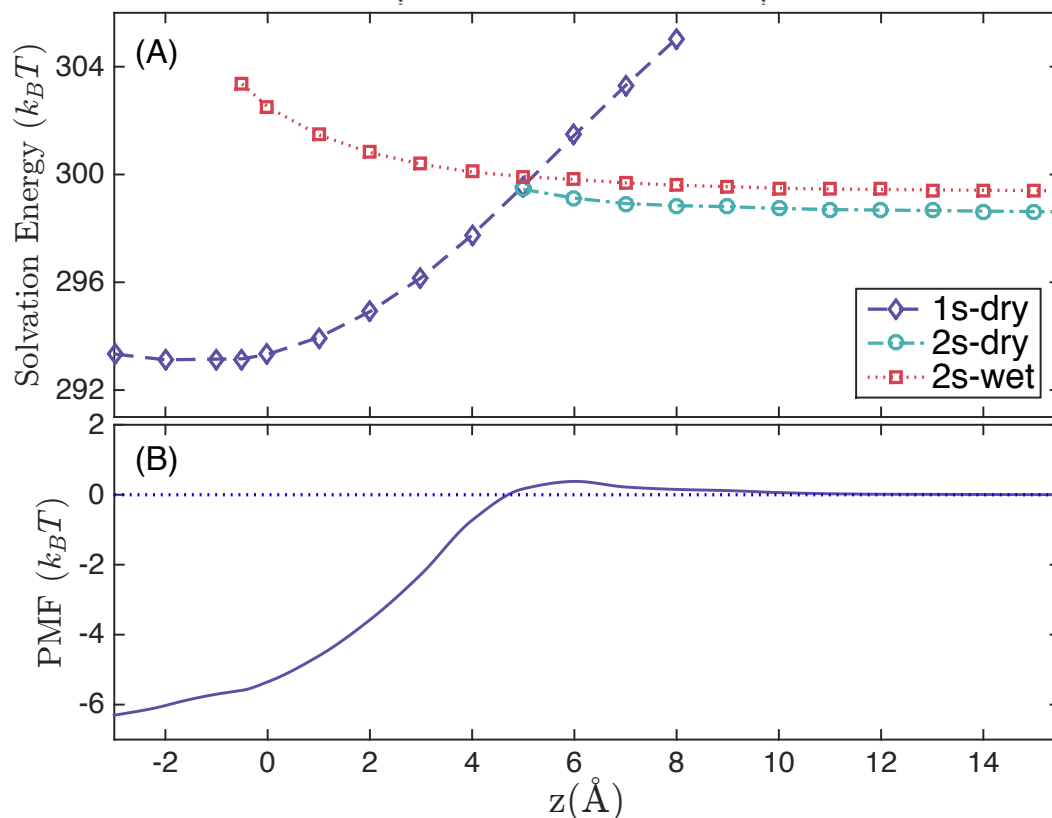 (A)
Solvation Energy (k_BT)
304
300
296
292
1s-dry
2s-dry
2s-wet
(B)
PMF (k_BT)
2
0
-2
-4
-6
-2 0 2 4 6 8 10 12 14
z(Å)